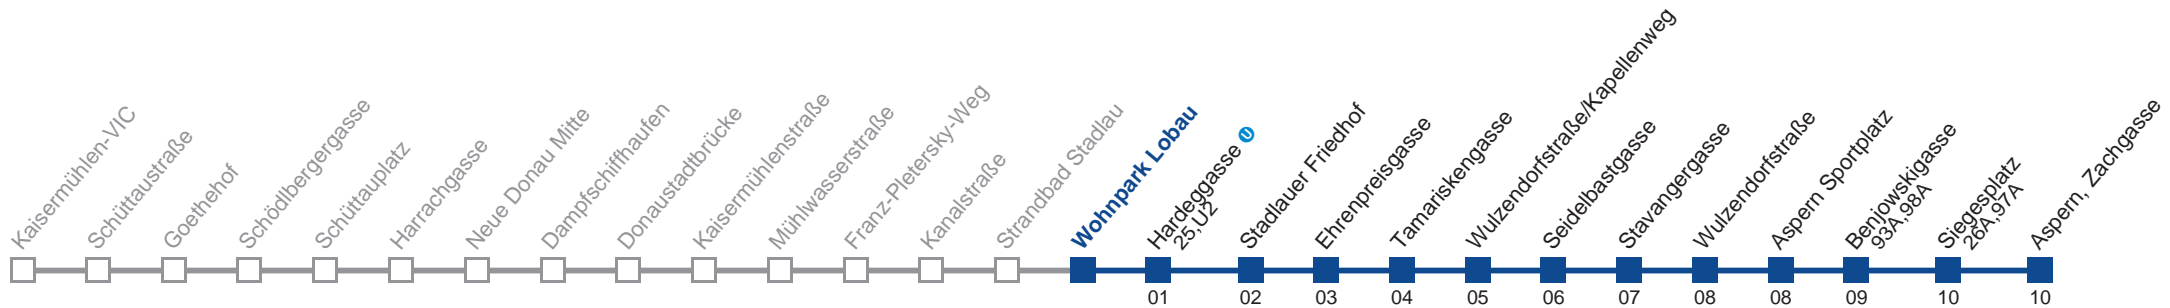 Kaisermühlen-VIC
Schüttaustraße
Goethehof
Schödlbergergasse
Schüttauplatz
Harrachgasse
Neue Donau Mitte
Dampfschiffhaufen
Donaustadtbrücke
Kaisermühlenstraße
Mühlwasserstraße
Franz-Pletersky-Weg
Kanalstraße
Strandbad Stadlau
Wohnpark Lobau
Hardeggasse U
25,U2
Stadlauer Friedhof
Ehrenpreisgasse
Tamariskengasse
Wulzendorfstraße/Kapellenweg
Seidelbastgasse
Stavangergasse
Wulzendorfstraße
Aspern Sportplatz
Benjowskigasse
93A,98A
Siegesplatz
26A,97A
Aspern, Zachgasse
01 02 03 04 05 06 07 08 08 09 10 10